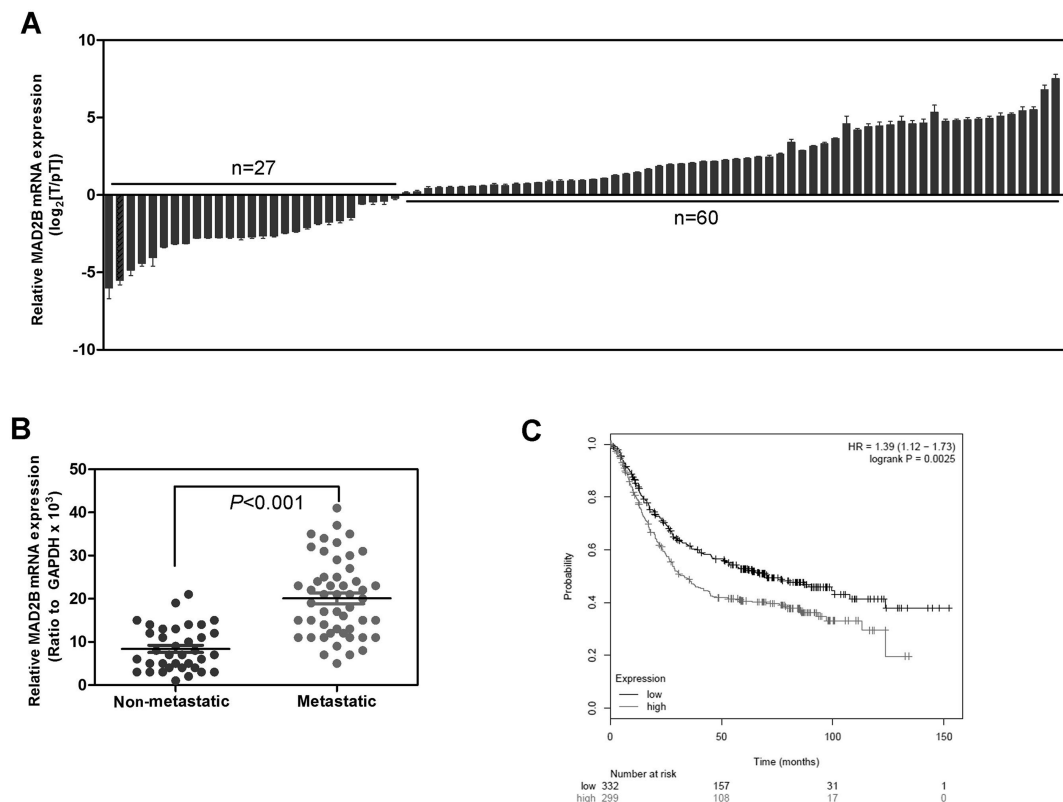 A
Relative MAD2B mRNA expression
(log2[T/pT])
10
5
0
-5
-10
n=27
n=60
B
Relative MAD2B mRNA expression
(Ratio to GAPDH x 10³)
50
40
30
20
10
0
P<0.001
Non-metastatic
Metastatic
C
HR = 1.39 (1.12 − 1.73)
logrank P = 0.0025
Probability
1.0
0.8
0.6
0.4
0.2
0.0
Expression
low
high
0
50
100
150
Time (months)
Number at risk
low 332 157 31 1
high 299 108 17 0